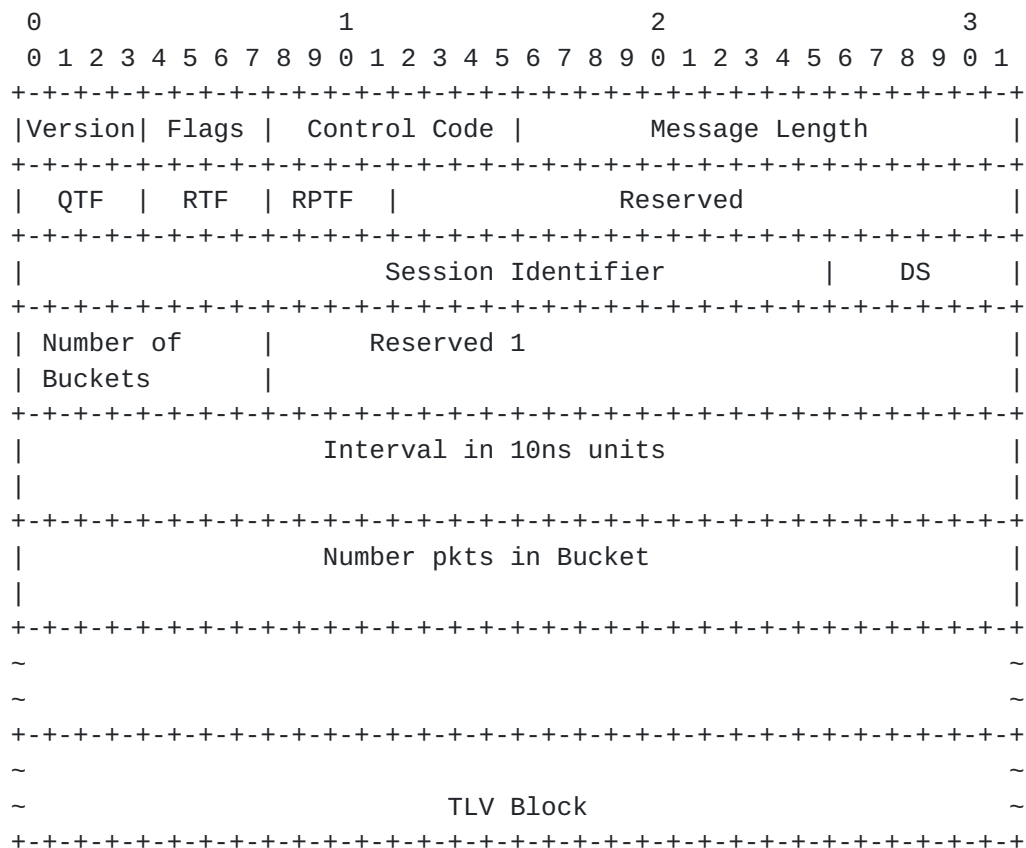 0                   1                   2                   3
 0 1 2 3 4 5 6 7 8 9 0 1 2 3 4 5 6 7 8 9 0 1 2 3 4 5 6 7 8 9 0 1
+-+-+-+-+-+-+-+-+-+-+-+-+-+-+-+-+-+-+-+-+-+-+-+-+-+-+-+-+-+-+-+-+
|Version| Flags |  Control Code |        Message Length         |
+-+-+-+-+-+-+-+-+-+-+-+-+-+-+-+-+-+-+-+-+-+-+-+-+-+-+-+-+-+-+-+-+
|  QTF  |  RTF  | RPTF  |              Reserved                 |
+-+-+-+-+-+-+-+-+-+-+-+-+-+-+-+-+-+-+-+-+-+-+-+-+-+-+-+-+-+-+-+-+
|                       Session Identifier          |    DS     |
+-+-+-+-+-+-+-+-+-+-+-+-+-+-+-+-+-+-+-+-+-+-+-+-+-+-+-+-+-+-+-+-+
| Number of     |      Reserved 1                               |
| Buckets       |                                               |
+-+-+-+-+-+-+-+-+-+-+-+-+-+-+-+-+-+-+-+-+-+-+-+-+-+-+-+-+-+-+-+-+
|                   Interval in 10ns units                      |
|                                                               |
+-+-+-+-+-+-+-+-+-+-+-+-+-+-+-+-+-+-+-+-+-+-+-+-+-+-+-+-+-+-+-+-+
|                   Number pkts in Bucket                       |
|                                                               |
+-+-+-+-+-+-+-+-+-+-+-+-+-+-+-+-+-+-+-+-+-+-+-+-+-+-+-+-+-+-+-+-+
~                                                               ~
~                                                               ~
+-+-+-+-+-+-+-+-+-+-+-+-+-+-+-+-+-+-+-+-+-+-+-+-+-+-+-+-+-+-+-+-+
~                                                               ~
~                           TLV Block                           ~
+-+-+-+-+-+-+-+-+-+-+-+-+-+-+-+-+-+-+-+-+-+-+-+-+-+-+-+-+-+-+-+-+